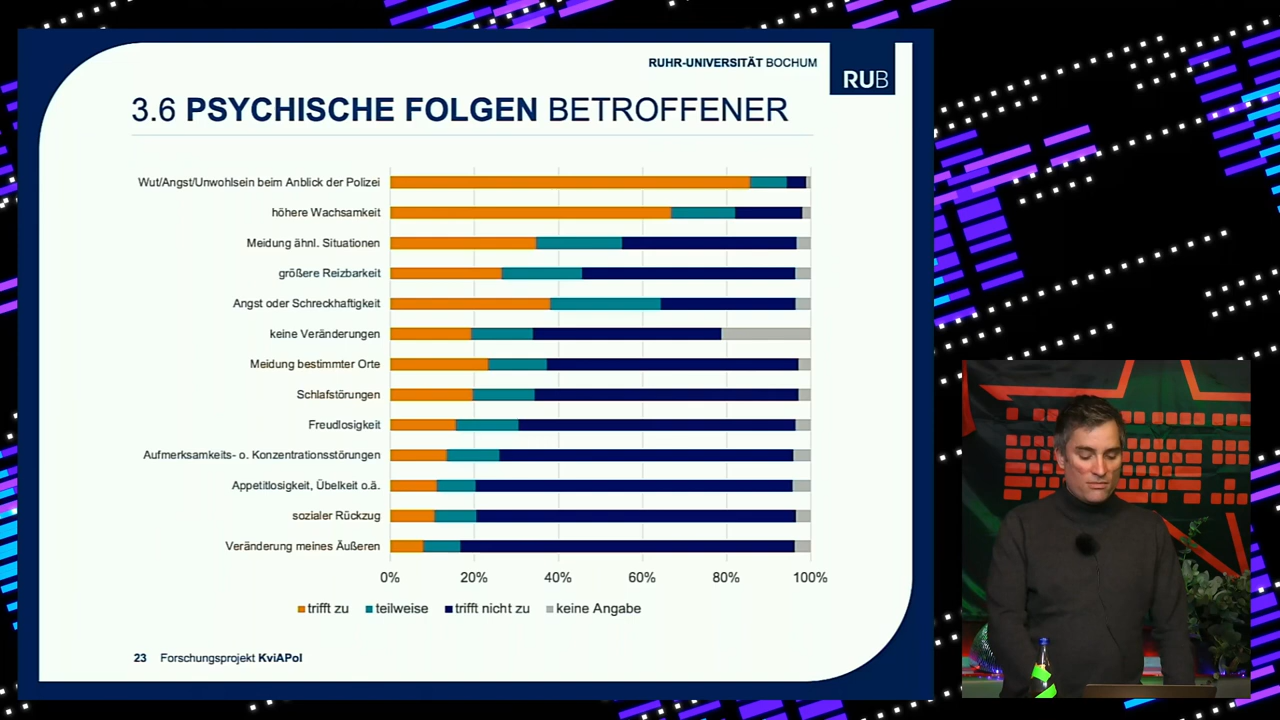 RUHR-UNIVERSITÄT BOCHUM
RUB
3.6 PSYCHISCHE FOLGEN BETROFFENER
Wut/Angst/Unwohlsein beim Anblick der Polizei
höhere Wachsamkeit
Meidung ähnl. Situationen
größere Reizbarkeit
Angst oder Schreckhaftigkeit
keine Veränderungen
Meidung bestimmter Orte
Schlafstörungen
Freudlosigkeit
Aufmerksamkeits- o. Konzentrationsstörungen
Appetitlosigkeit, Übelkeit o.ä.
sozialer Rückzug
Veränderung meines Äußeren
0% 20% 40% 60% 80% 100%
trifft zu teilweise trifft nicht zu keine Angabe
23 Forschungsprojekt KviAPol